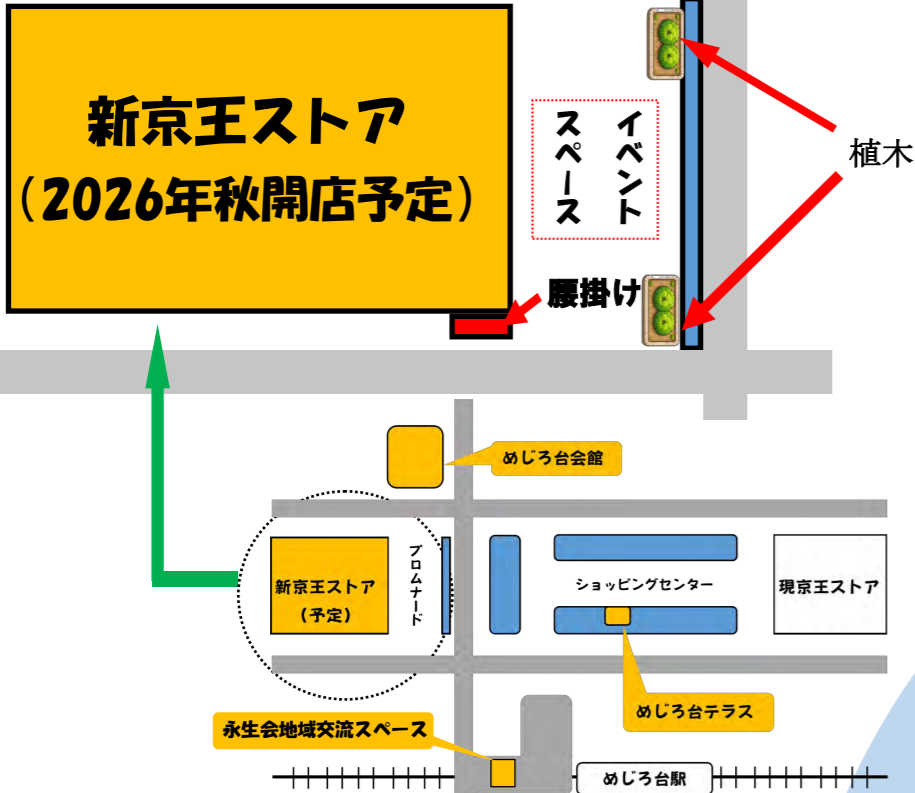 新京王ストア
(2026年秋開店予定)
イベント
スペース
植木
腰掛け
めじろ台会館
新京王ストア
(予定)
プロムナード
ショッピングセンター
現京王ストア
めじろ台テラス
永生会地域交流スペース
めじろ台駅